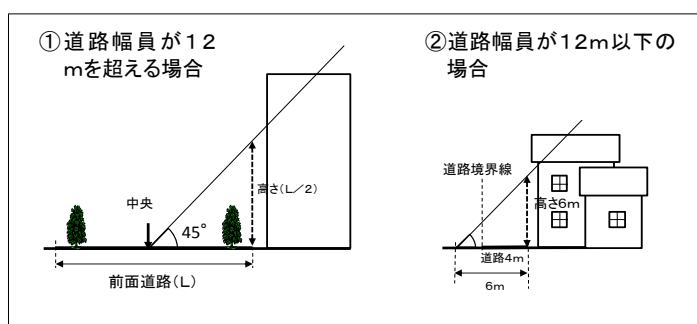 ①道路幅員が12
mを超える場合
中央
45°
高さ(L/2)
前面道路(L)
②道路幅員が12m以下の
場合
道路境界線
高さ6m
道路4m
6m